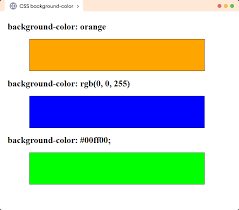 CSS background-color
background-color: orange
background-color: rgb(0, 0, 255)
background-color: #00ff00;